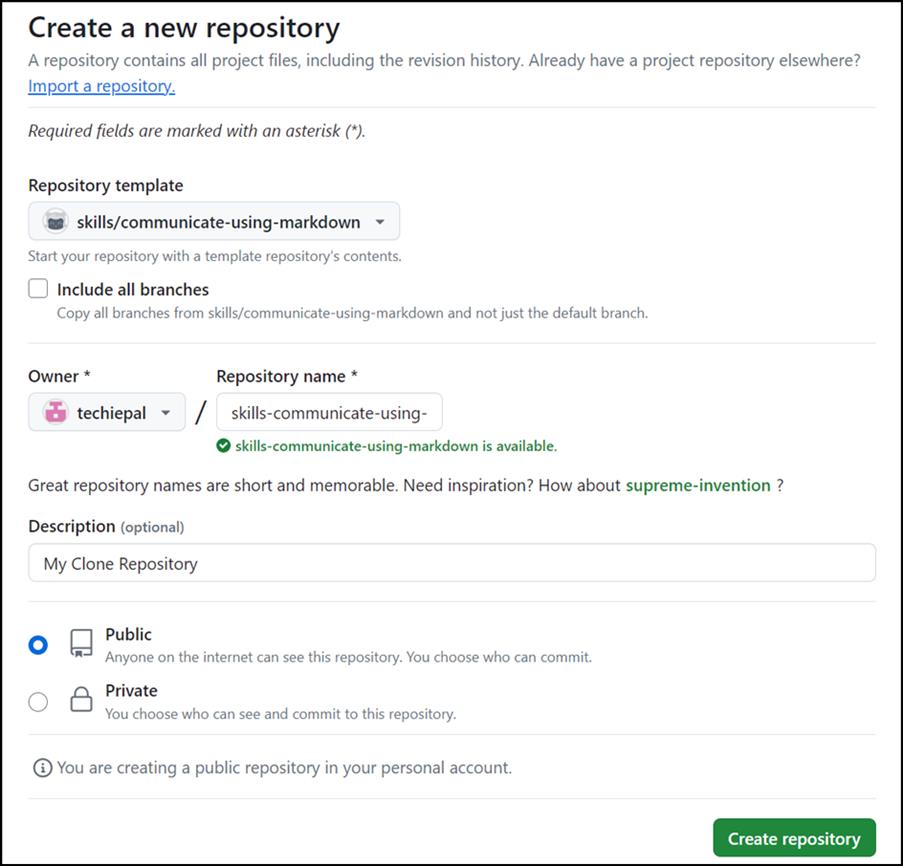 Create a new repository
A repository contains all project files, including the revision history. Already have a project repository elsewhere?
Import a repository.
Required fields are marked with an asterisk (*).
Repository template
skills/communicate-using-markdown
Start your repository with a template repository's contents.
Include all branches
Copy all branches from skills/communicate-using-markdown and not just the default branch.
Owner * Repository name *
techiepal / skills-communicate-using-
skills-communicate-using-markdown is available.
Great repository names are short and memorable. Need inspiration? How about supreme-invention ?
Description (optional)
My Clone Repository
Public
Anyone on the internet can see this repository. You choose who can commit.
Private
You choose who can see and commit to this repository.
You are creating a public repository in your personal account.
Create repository